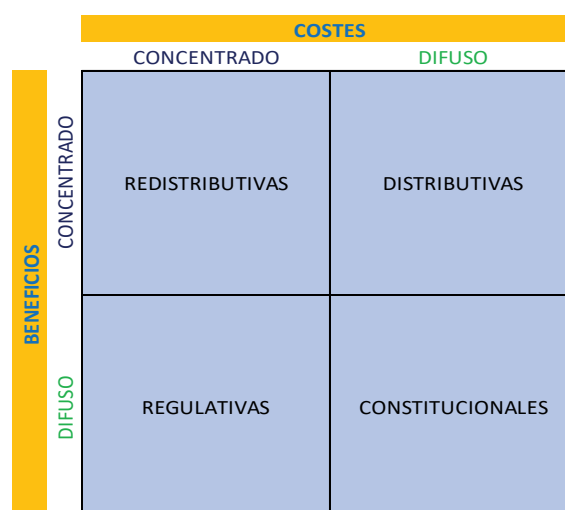 COSTES
CONCENTRADO DIFUSO
CONCENTRADO
REDISTRIBUTIVAS DISTRIBUTIVAS
BENEFICIOS
DIFUSO
REGULATIVAS CONSTITUCIONALES